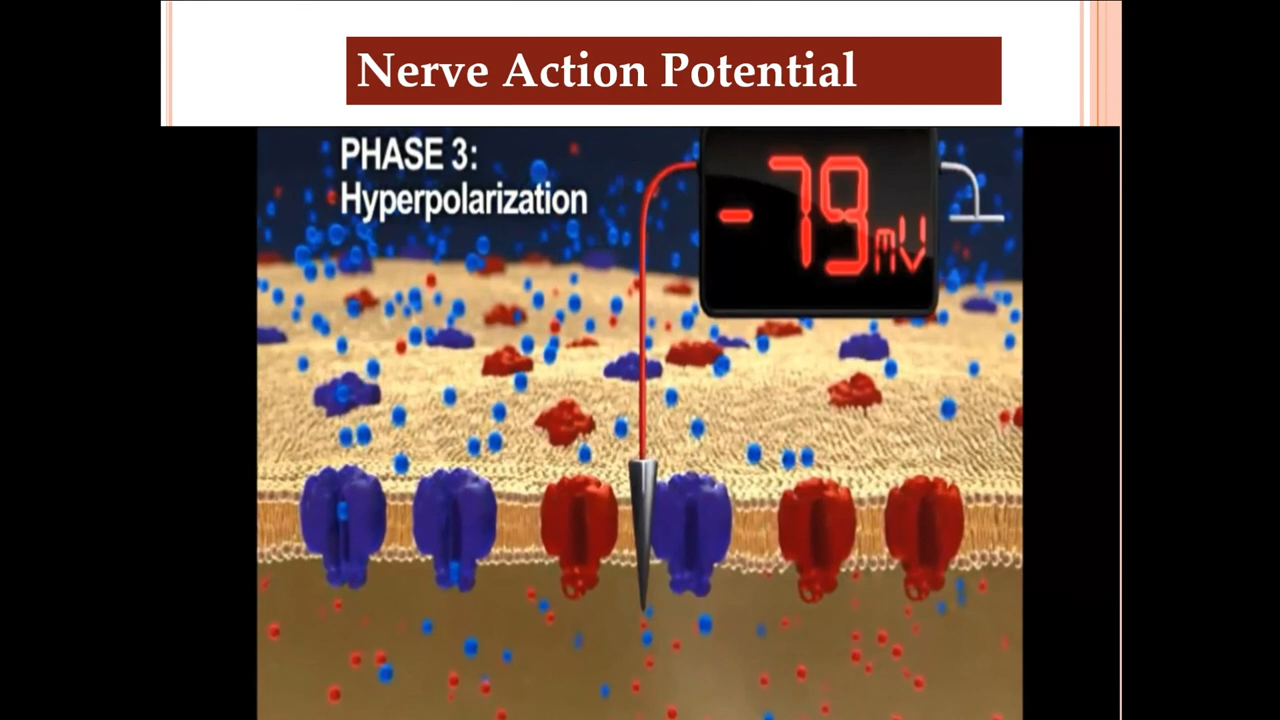 Nerve Action Potential
PHASE 3:
Hyperpolarization
-79mV